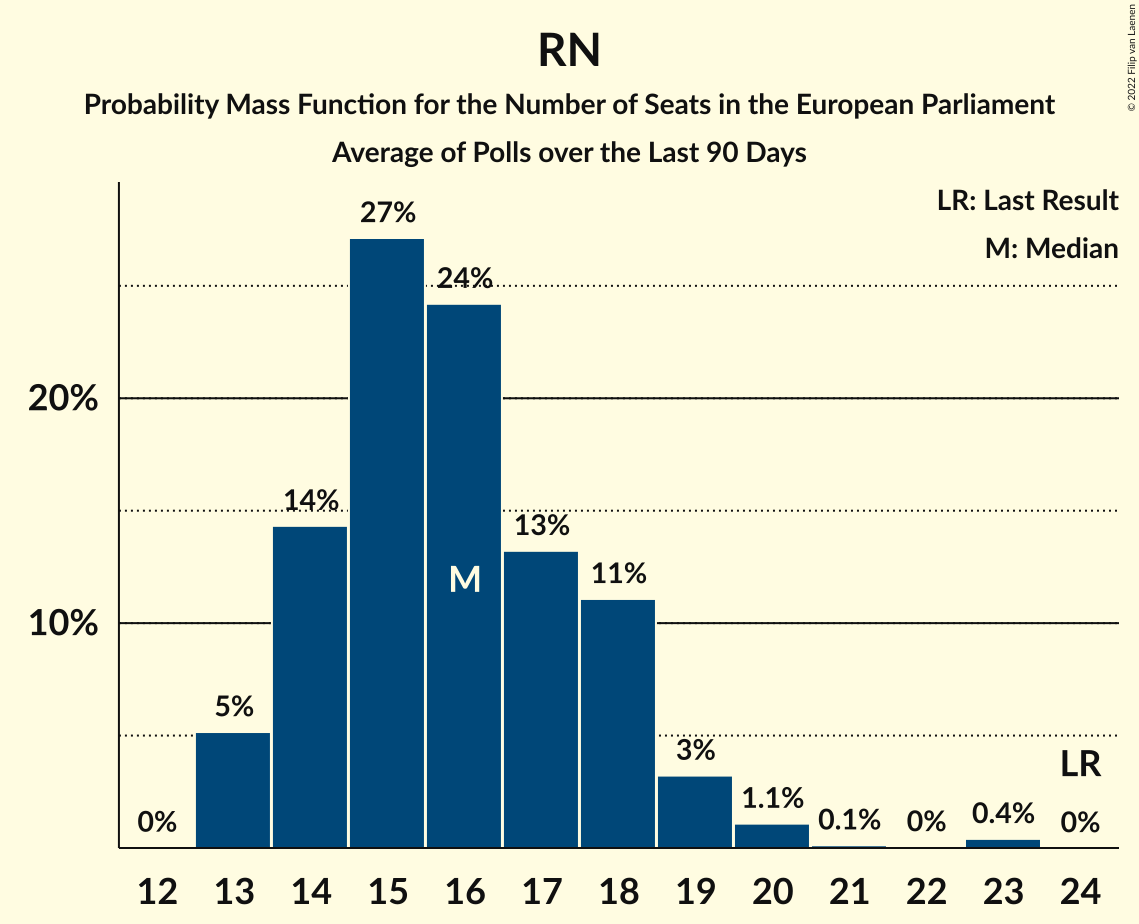 RN
Probability Mass Function for the Number of Seats in the European Parliament
Average of Polls over the Last 90 Days
© 2022 Filip van Laenen
LR: Last Result
M: Median
27%
24%
20%
14%
13%
11%
M
10%
5%
3%
LR
1.1%
0%
0.1%
0%
0.4%
0%
12 13 14 15 16 17 18 19 20 21 22 23 24